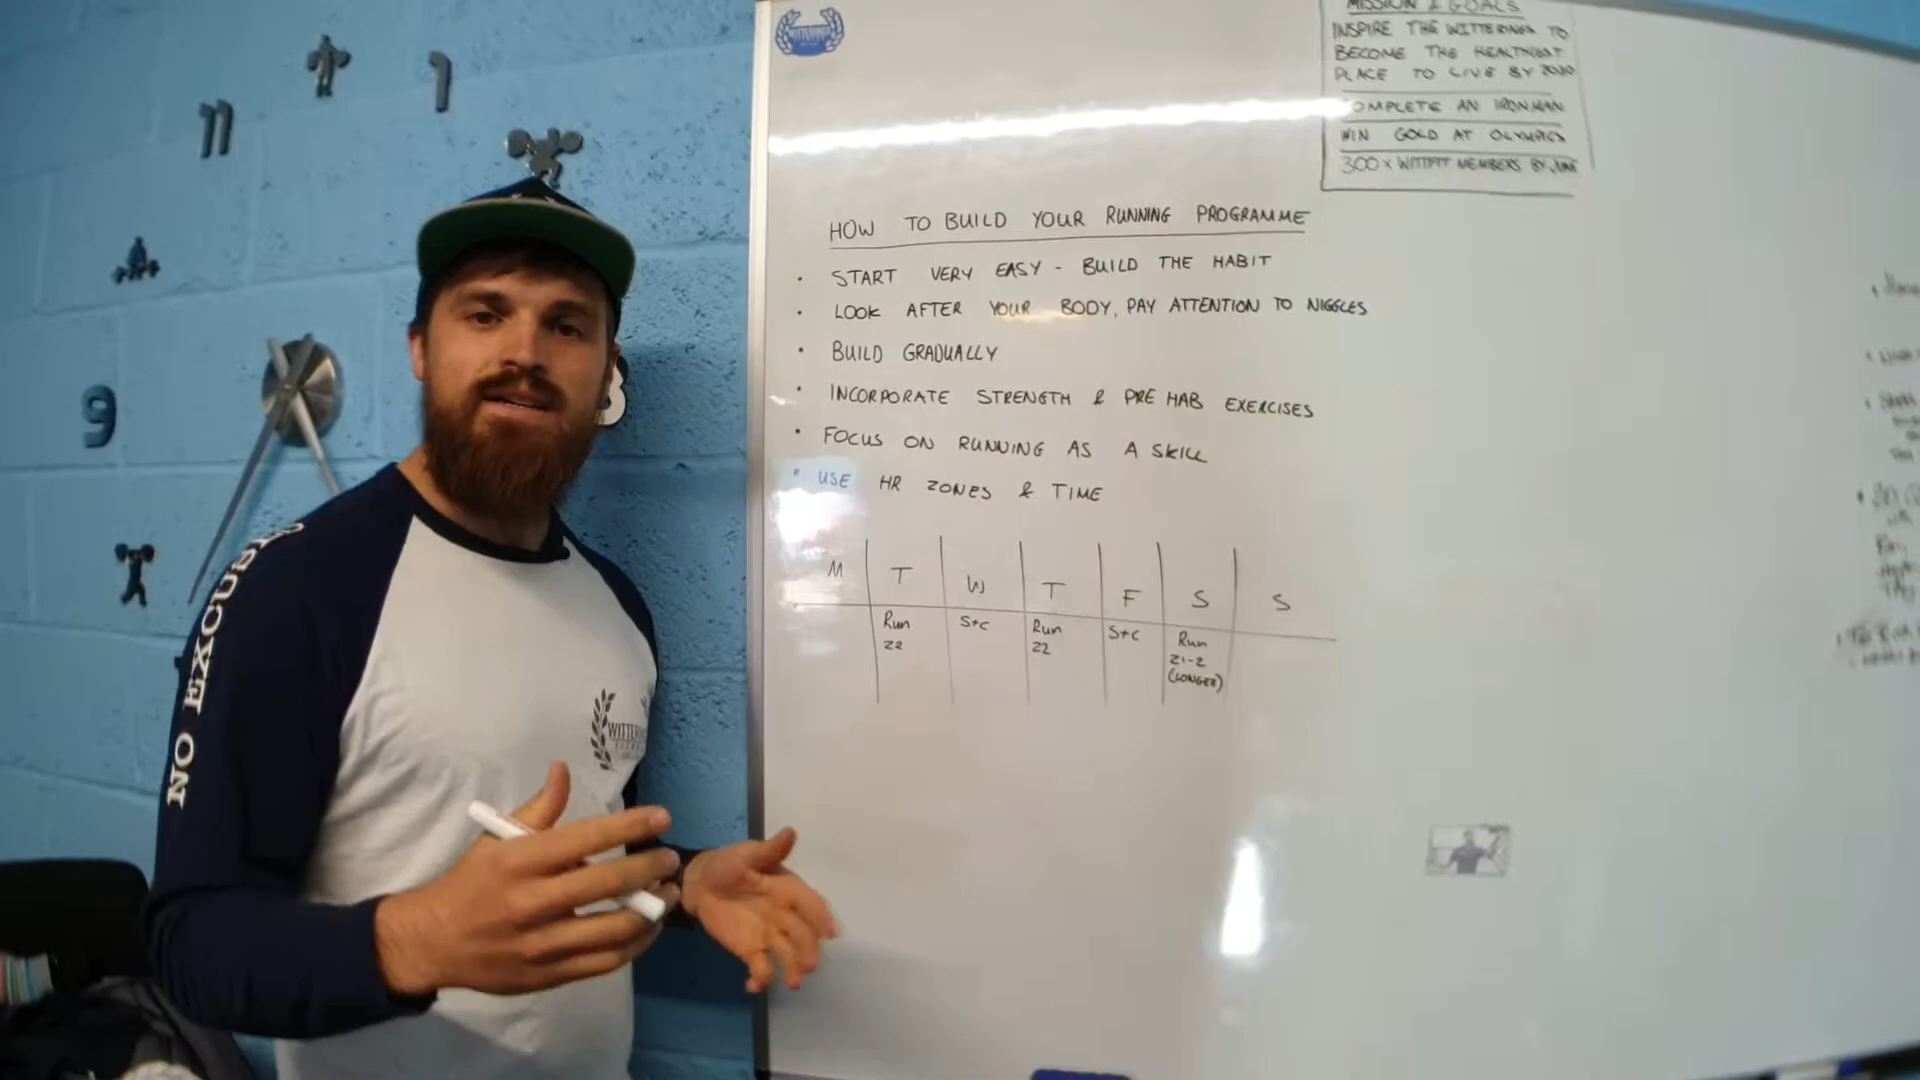 11
1
9
NO EXCUSES
WITTERINGS
MISSION & GOALS
INSPIRE THE WITTERINGS TO
BECOME THE HEALTHIEST
PLACE TO LIVE BY 2030
COMPLETE AN IRONMAN
WIN GOLD AT OLYMPICS
300 x WITTFIT MEMBERS BY JUNE
HOW TO BUILD YOUR RUNNING PROGRAMME
• START VERY EASY - BUILD THE HABIT
• LOOK AFTER YOUR BODY, PAY ATTENTION TO NIGGLES
• BUILD GRADUALLY
• INCORPORATE STRENGTH & PRE HAB EXERCISES
• FOCUS ON RUNNING AS A SKILL
• USE HR ZONES & TIME
M T W T F S S
Run S+C Run S+C Run
Z2 Z2 Z1-2
(LONGER)